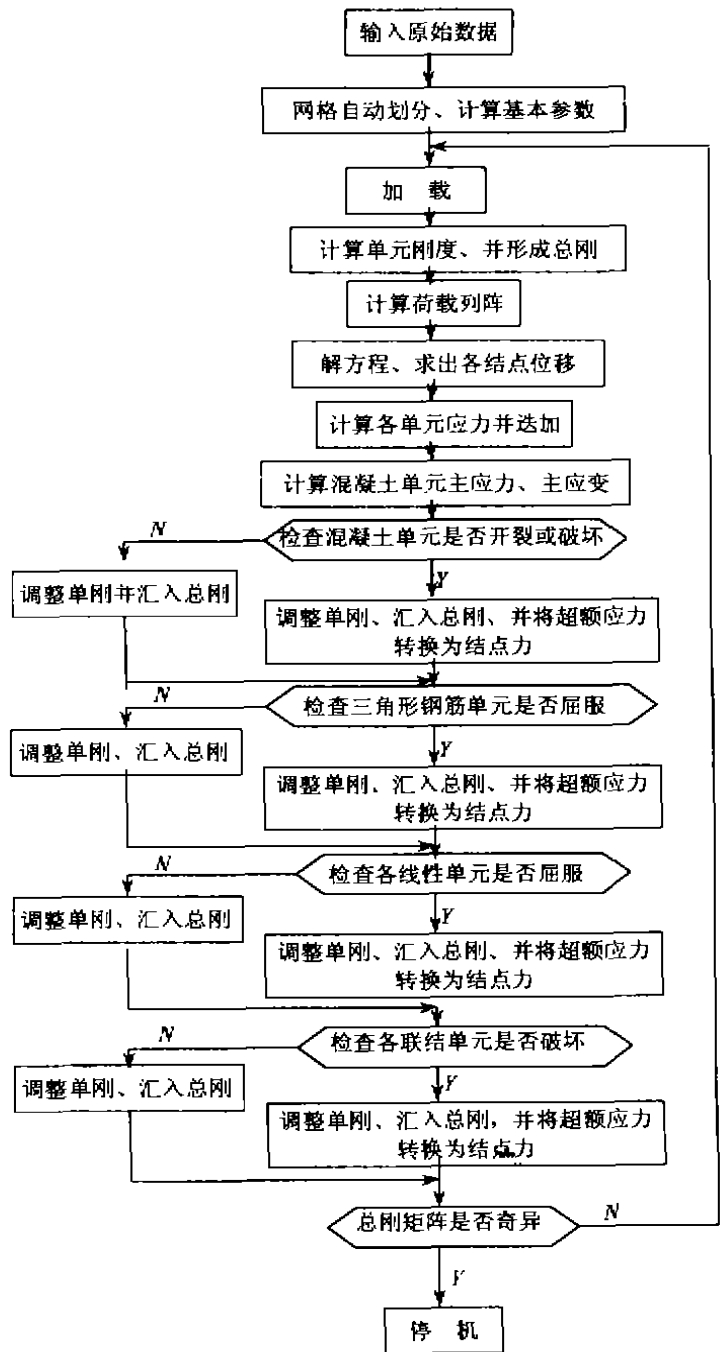 输入原始数据
网格自动划分、计算基本参数
加 载
计算单元刚度、并形成总刚
计算荷载列阵
解方程、求出各结点位移
计算各单元应力并迭加
计算混凝土单元主应力、主应变
N
检查混凝土单元是否开裂或破坏
Y
调整单刚并汇入总刚
调整单刚、汇入总刚、并将超额应力
转换为结点力
N
检查三角形钢筋单元是否屈服
Y
调整单刚、汇入总刚
调整单刚、汇入总刚、并将超额应力
转换为结点力
N
检查各线性单元是否屈服
Y
调整单刚、汇入总刚
调整单刚、汇入总刚、并将超额应力
转换为结点力
N
检查各联结单元是否破坏
Y
调整单刚、汇入总刚
调整单刚、汇入总刚，并将超额应力
转换为结点力
总刚矩阵是否奇异
N
Y
停 机